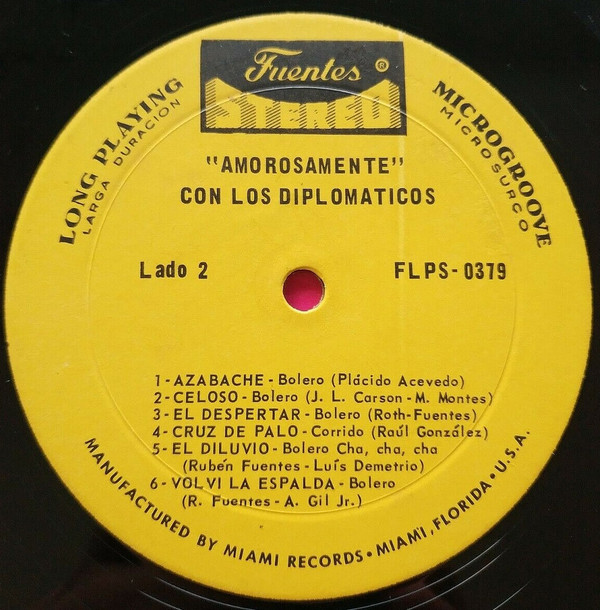 Fuentes ®
STEREO
LONG PLAYING
LARGA DURACION
MICROGROOVE
MICROSURCO
"AMOROSAMENTE"
CON LOS DIPLOMATICOS
Lado 2
FLPS-0379
1-AZABACHE-Bolero (Plácido Acevedo)
2-CELOSO-Bolero (J. L. Carson-M. Montes)
3-EL DESPERTAR-Bolero (Roth-Fuentes)
4-CRUZ DE PALO-Corrido (Raúl González)
5-EL DILUVIO-Bolero Cha, cha, cha
(Rubén Fuentes-Luís Demetrio)
6-VOLVI LA ESPALDA-Bolero
(R. Fuentes-A. Gil Jr.)
MANUFACTURED BY MIAMI RECORDS•MIAMI, FLORIDA•U.S.A.